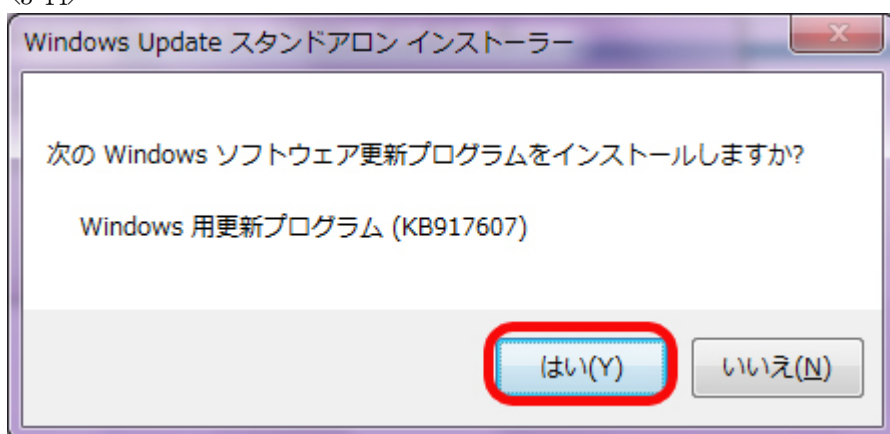 Windows Update スタンドアロン インストーラー
次の Windows ソフトウェア更新プログラムをインストールしますか?
Windows 用更新プログラム (KB917607)
はい(Y)
いいえ(N)